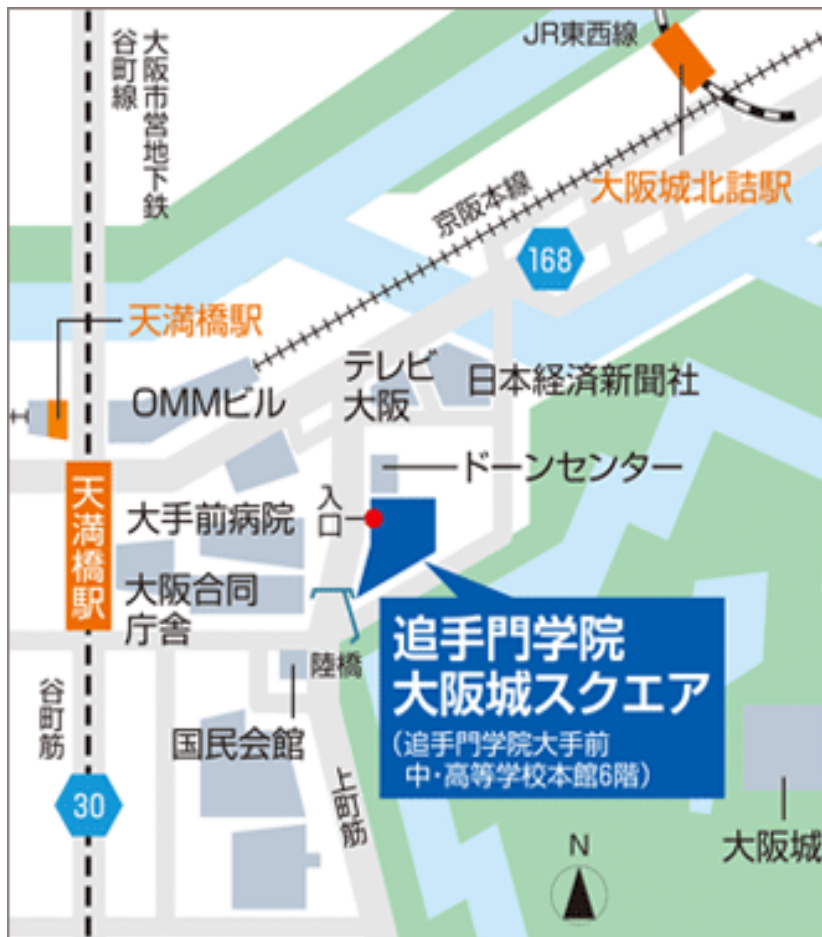 JR東西線
大阪市営地下鉄
谷町線
大阪城北詰駅
京阪本線
168
天満橋駅
テレビ
大阪
日本経済新聞社
OMMビル
ドーンセンター
天満橋駅
大手前病院
入口
大阪合同
庁舎
追手門学院
大阪城スクエア
(追手門学院大手前
中・高等学校本館6階)
陸橋
谷町筋
国民会館
上町筋
30
大阪城
N